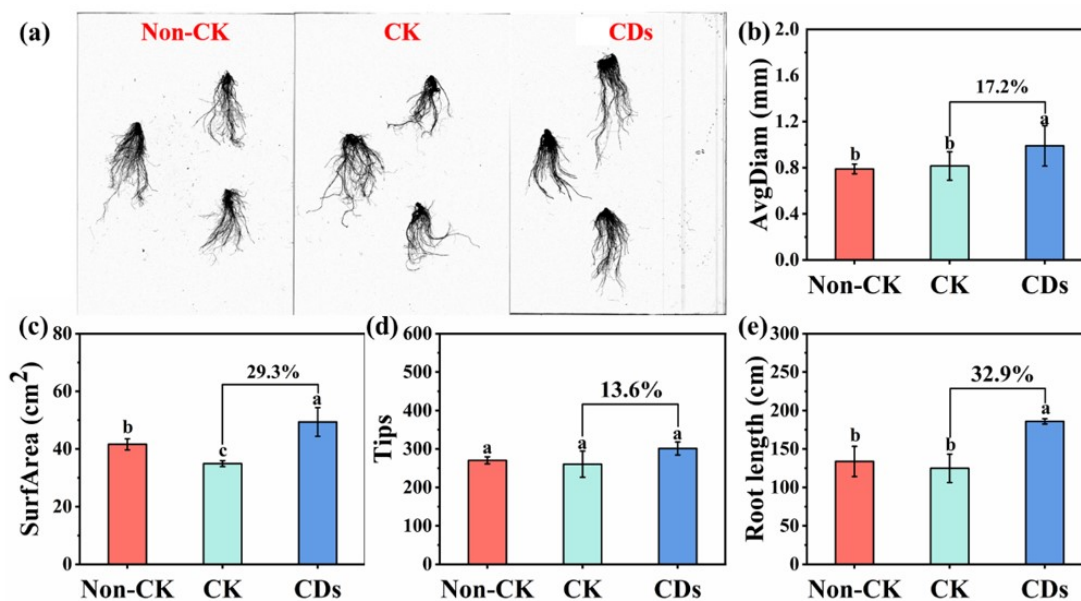 (a)
Non-CK
CK
CDs
(b)
AvgDiam (mm)
2.0
1.6
1.2
0.8
0.4
0.0
17.2%
b
b
a
Non-CK
CK
CDs
(c)
SurfArea (cm²)
80
60
40
20
0
29.3%
b
c
a
Non-CK
CK
CDs
(d)
Tips
600
500
400
300
200
100
0
13.6%
a
a
a
Non-CK
CK
CDs
(e)
Root length (cm)
300
250
200
150
100
50
0
32.9%
b
b
a
Non-CK
CK
CDs